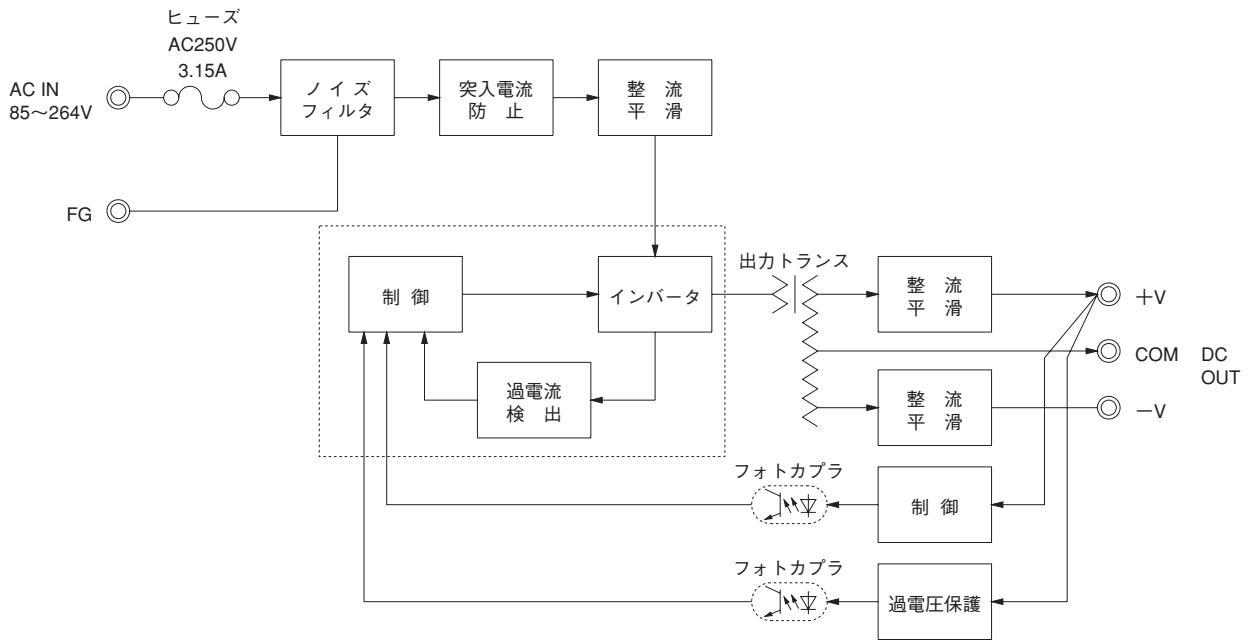 ヒューズ
AC250V
3.15A
AC IN
85～264V
ノイズ
フィルタ
突入電流
防 止
整 流
平 滑
FG
制 御
インバータ
過電流
検 出
出力トランス
整 流
平 滑
＋V
COM
DC
OUT
整 流
平 滑
－V
フォトカプラ
制 御
フォトカプラ
過電圧保護